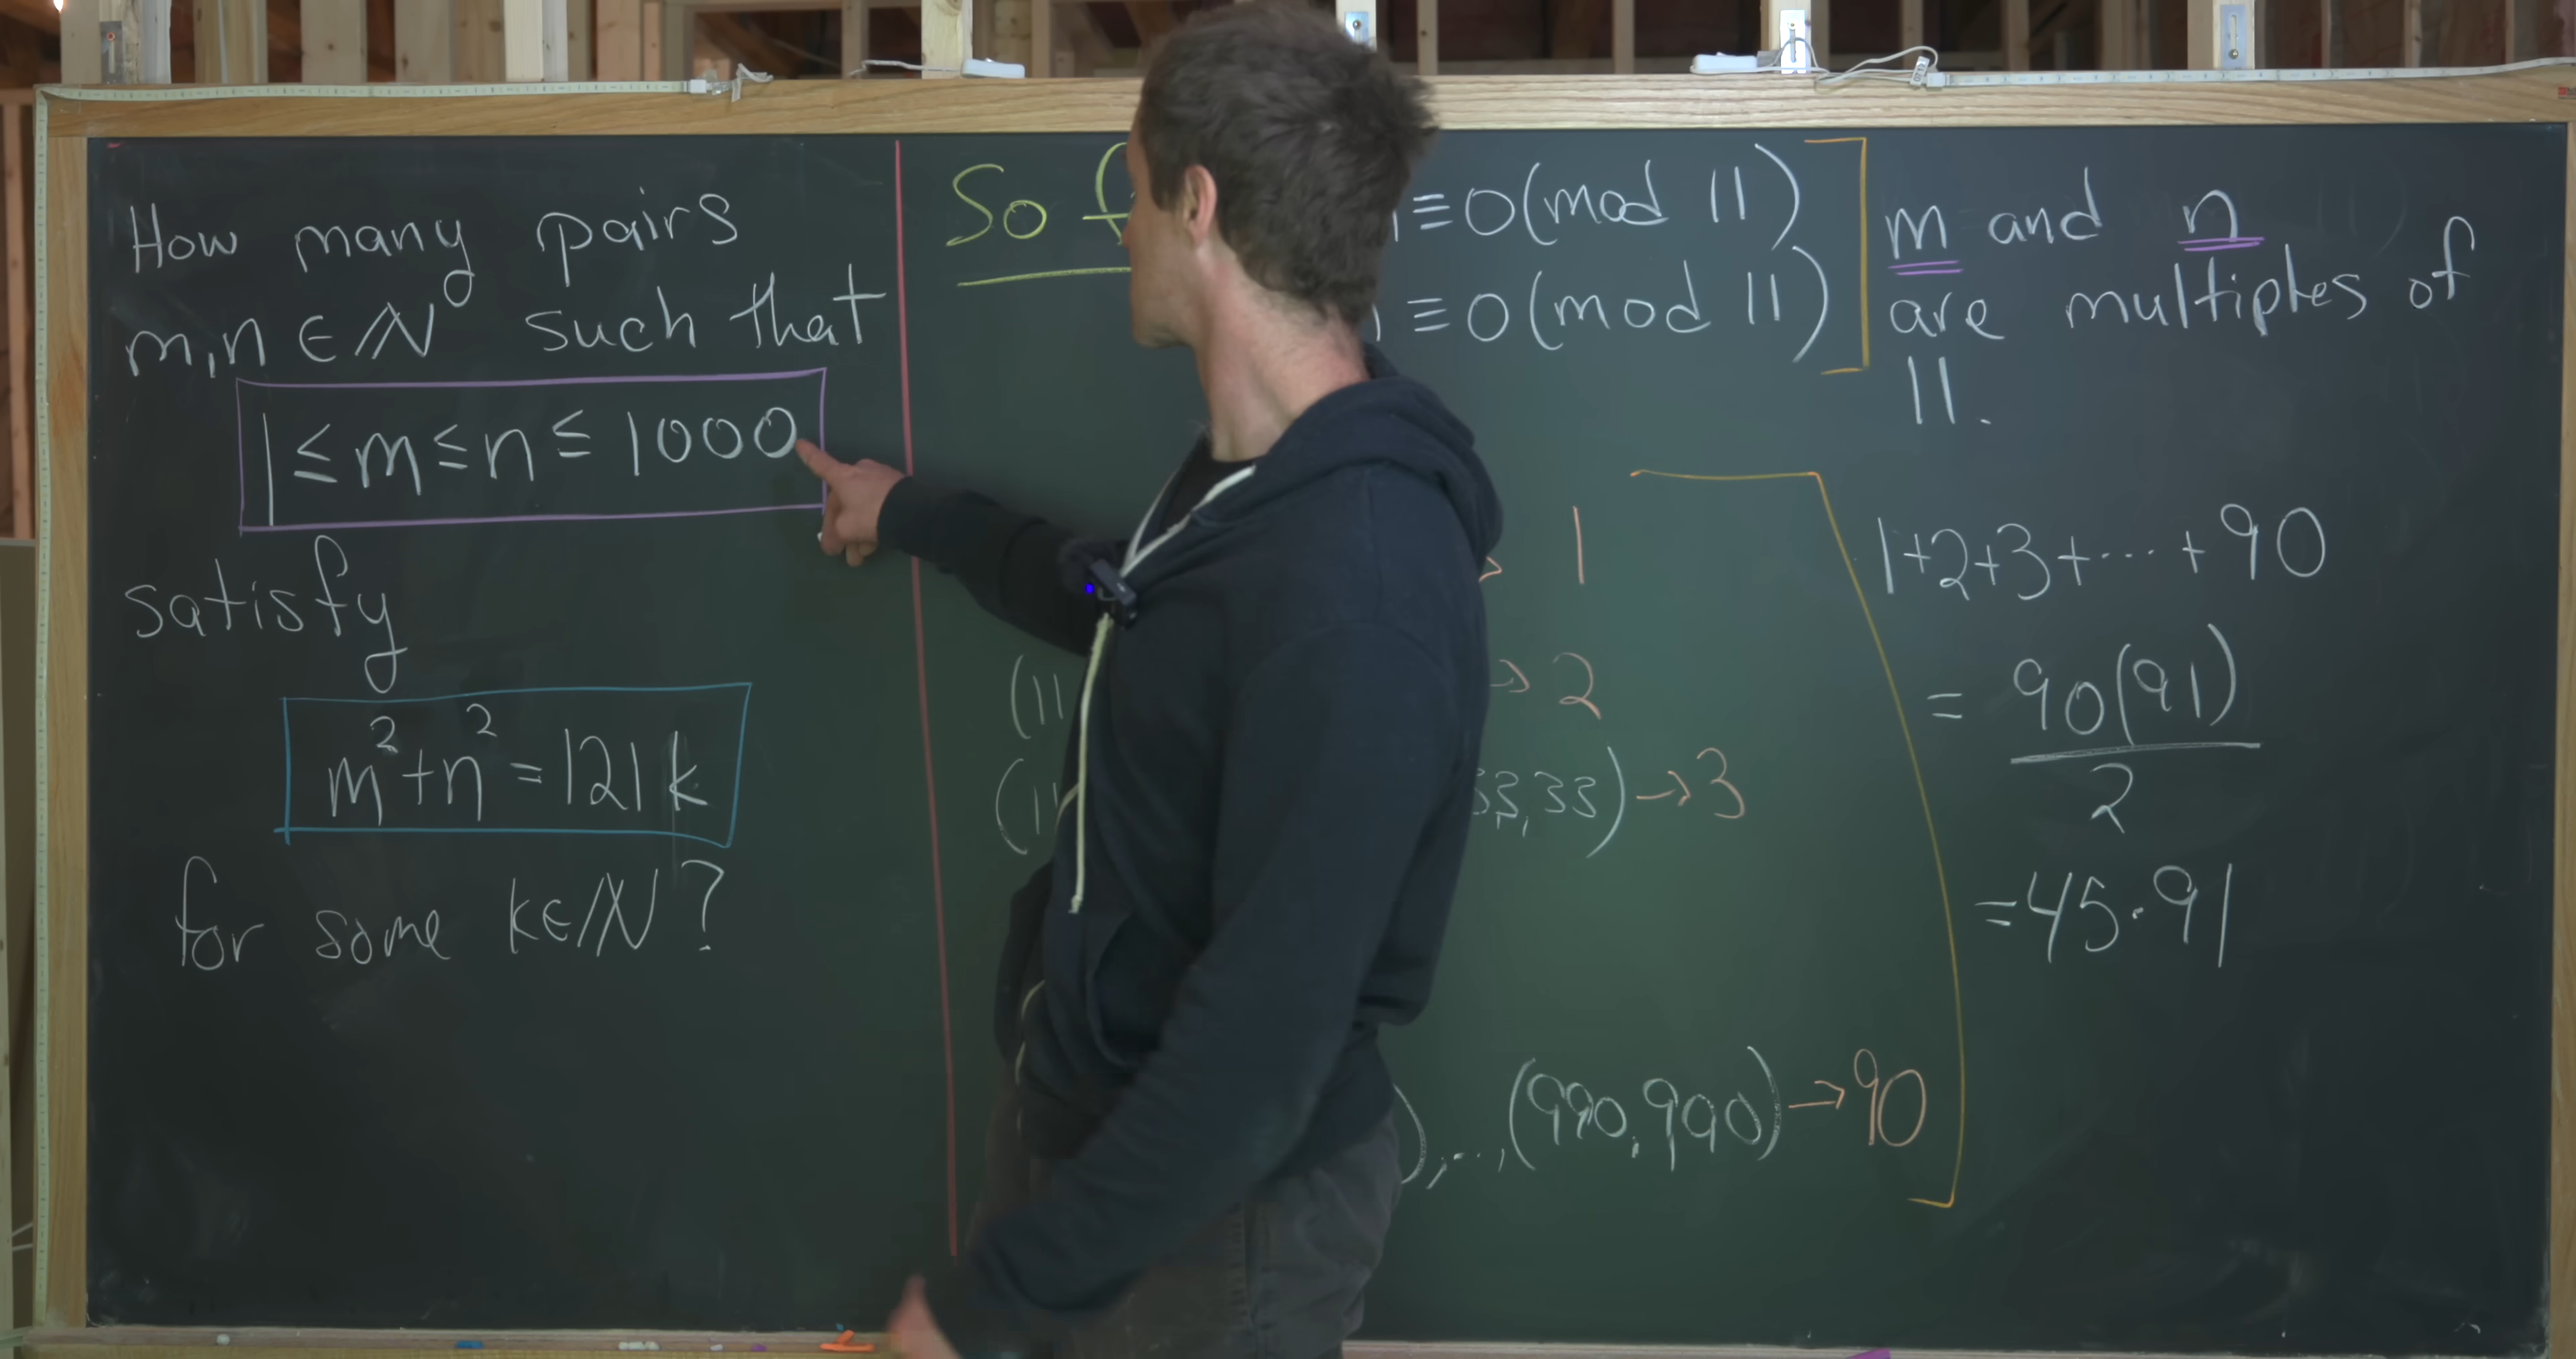 How many pairs
m,n ∈ ℕ such that
1 ≤ m ≤ n ≤ 1000
satisfy
m² + n² = 121k
for some k∈ℕ?
So
≡ 0 (mod 11)
≡ 0 (mod 11)
m and n
are multiples of
11.
→ 1
(11
→ 2
(11
33,33) → 3
),...,(990,990) → 90
1+2+3+⋯+90
= 90(91)
2
= 45·91